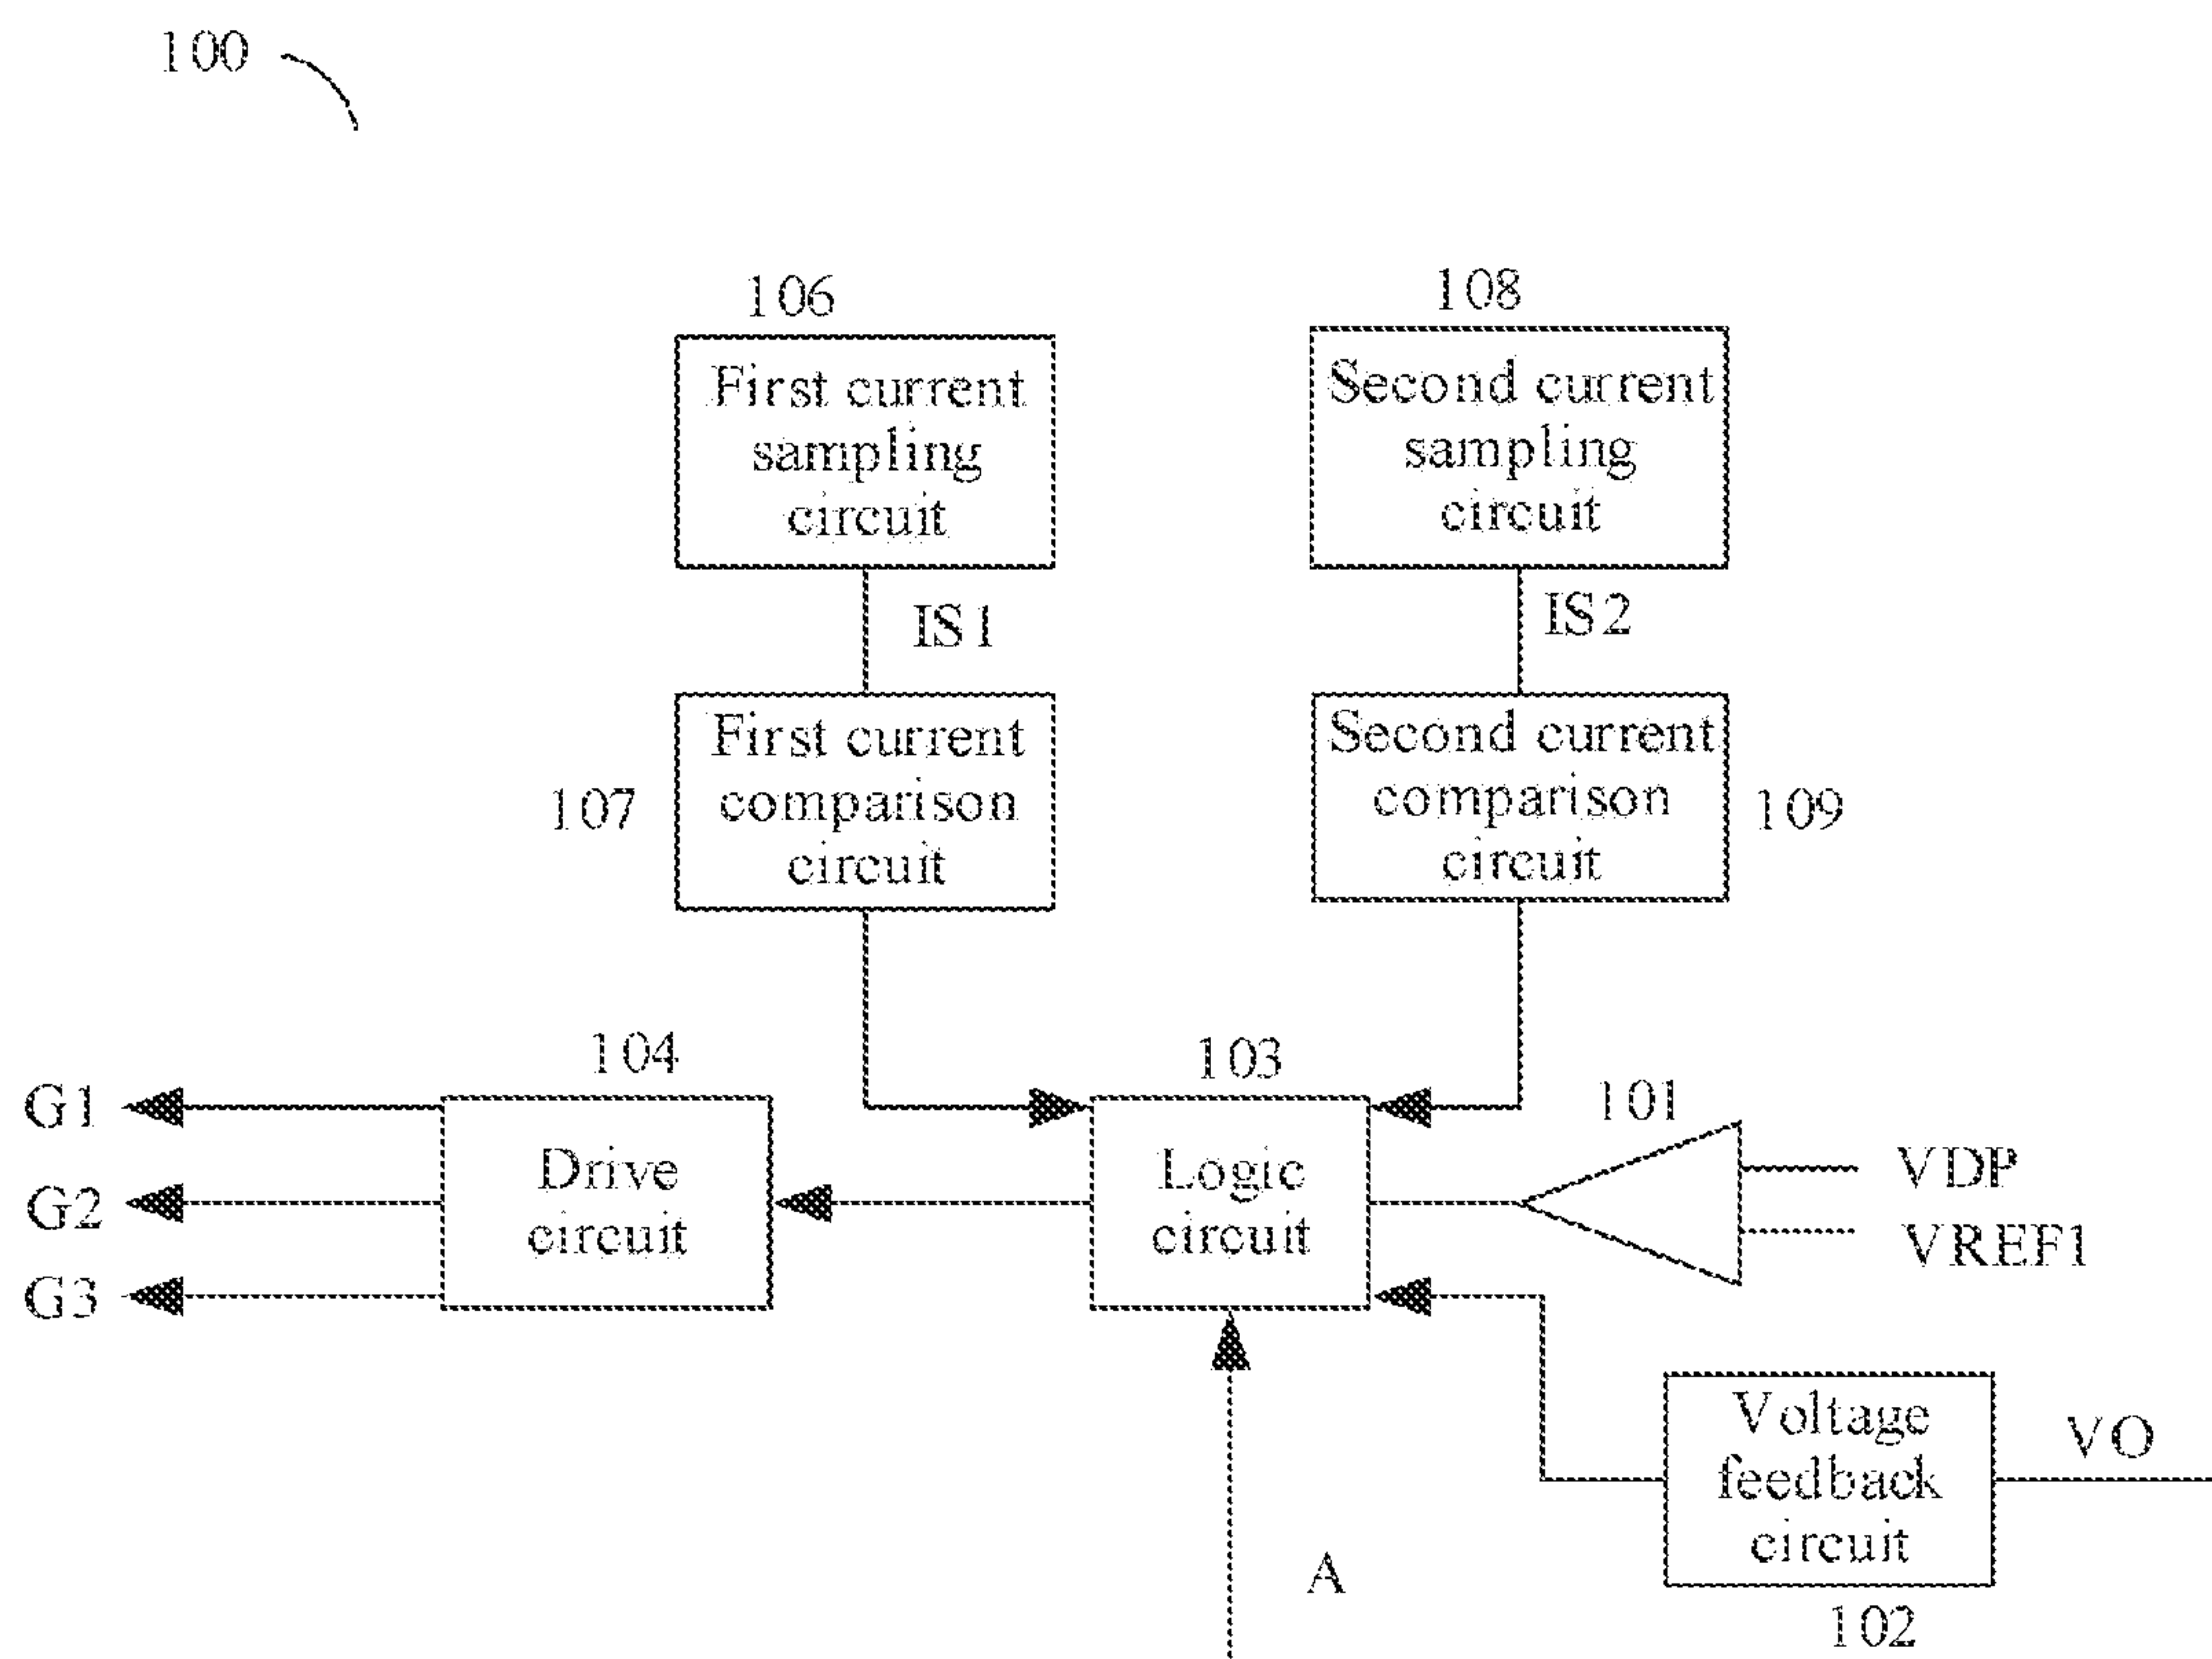 100
106
108
First current
sampling
circuit
Second current
sampling
circuit
IS1
IS2
First current
comparison
circuit
107
Second current
comparison
circuit
109
104
103
101
G1
G2
G3
Drive
circuit
Logic
circuit
VDP
VREF1
Voltage
feedback
circuit
VO
A
102